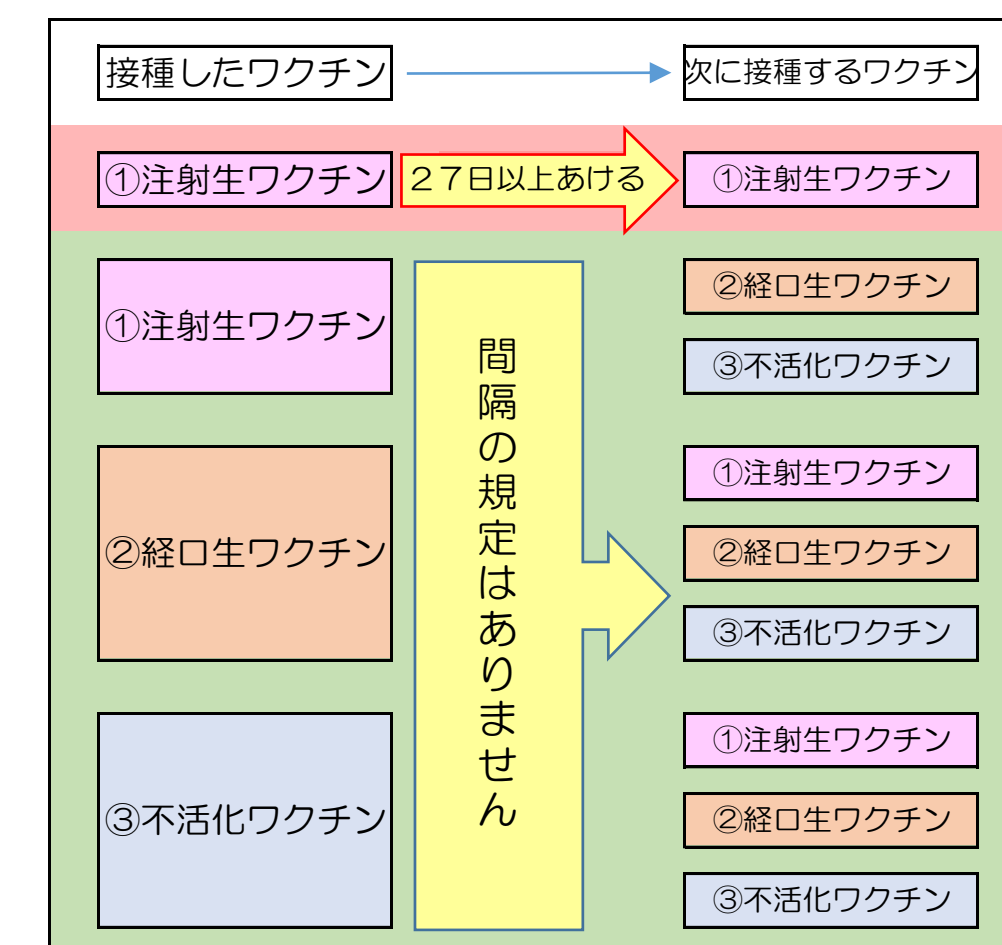 接種したワクチン
次に接種するワクチン
①注射生ワクチン
２７日以上あける
①注射生ワクチン
①注射生ワクチン
間隔の規定はありません
②経口生ワクチン
③不活化ワクチン
②経口生ワクチン
①注射生ワクチン
②経口生ワクチン
③不活化ワクチン
③不活化ワクチン
①注射生ワクチン
②経口生ワクチン
③不活化ワクチン